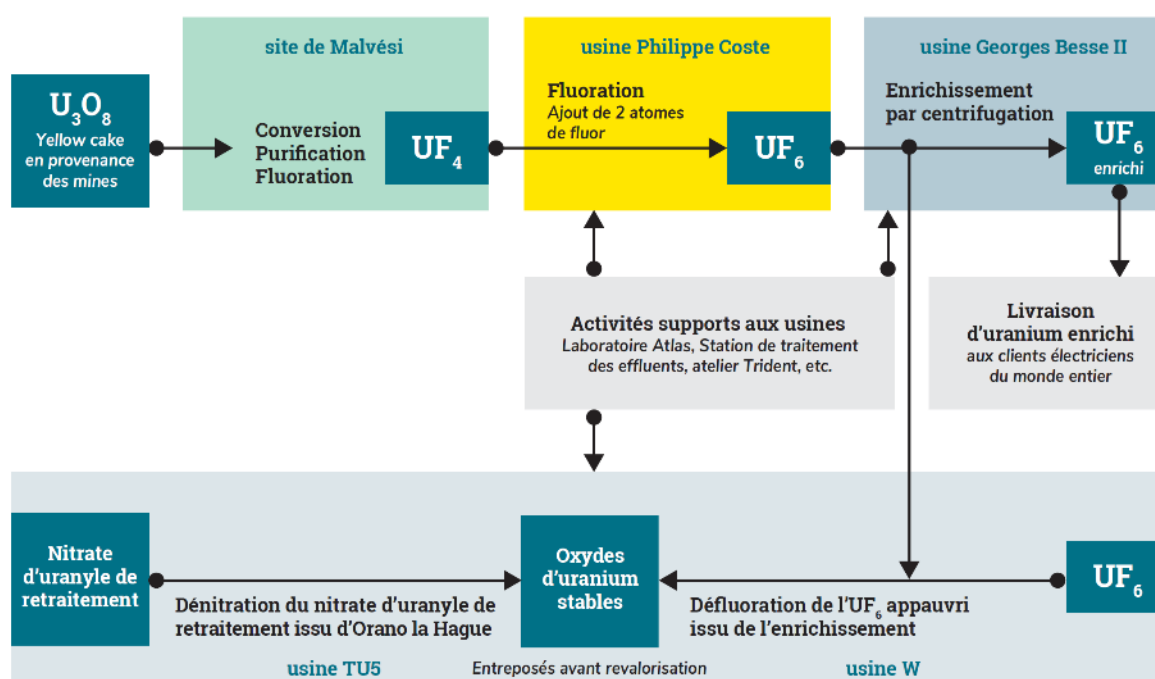 site de Malvési
usine Philippe Coste
usine Georges Besse II
U₃O₈
Yellow cake
en provenance
des mines
Conversion
Purification
Fluoration
UF₄
Fluoration
Ajout de 2 atomes
de fluor
UF₆
Enrichissement
par centrifugation
UF₆
enrichi
Activités supports aux usines
Laboratoire Atlas, Station de traitement
des effluents, atelier Trident, etc.
Livraison
d'uranium enrichi
aux clients électriciens
du monde entier
Nitrate
d'uranyle de
retraitement
Dénitration du nitrate d'uranyle de
retraitement issu d'Orano la Hague
Oxydes
d'uranium
stables
Défluoration de l'UF₆ appauvri
issu de l'enrichissement
UF₆
usine TU5
Entreposés avant revalorisation
usine W